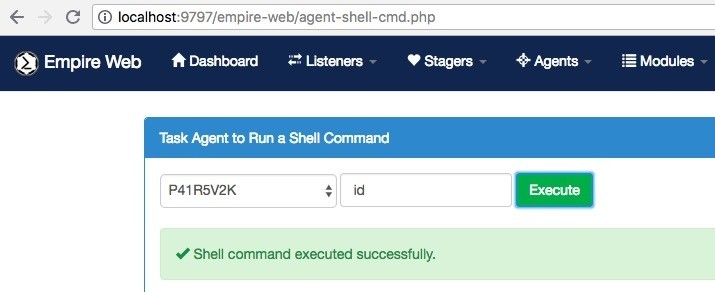 localhost:9797/empire-web/agent-shell-cmd.php
Empire Web Dashboard Listeners Stagers Agents Modules
Task Agent to Run a Shell Command
P41R5V2K id Execute
Shell command executed successfully.